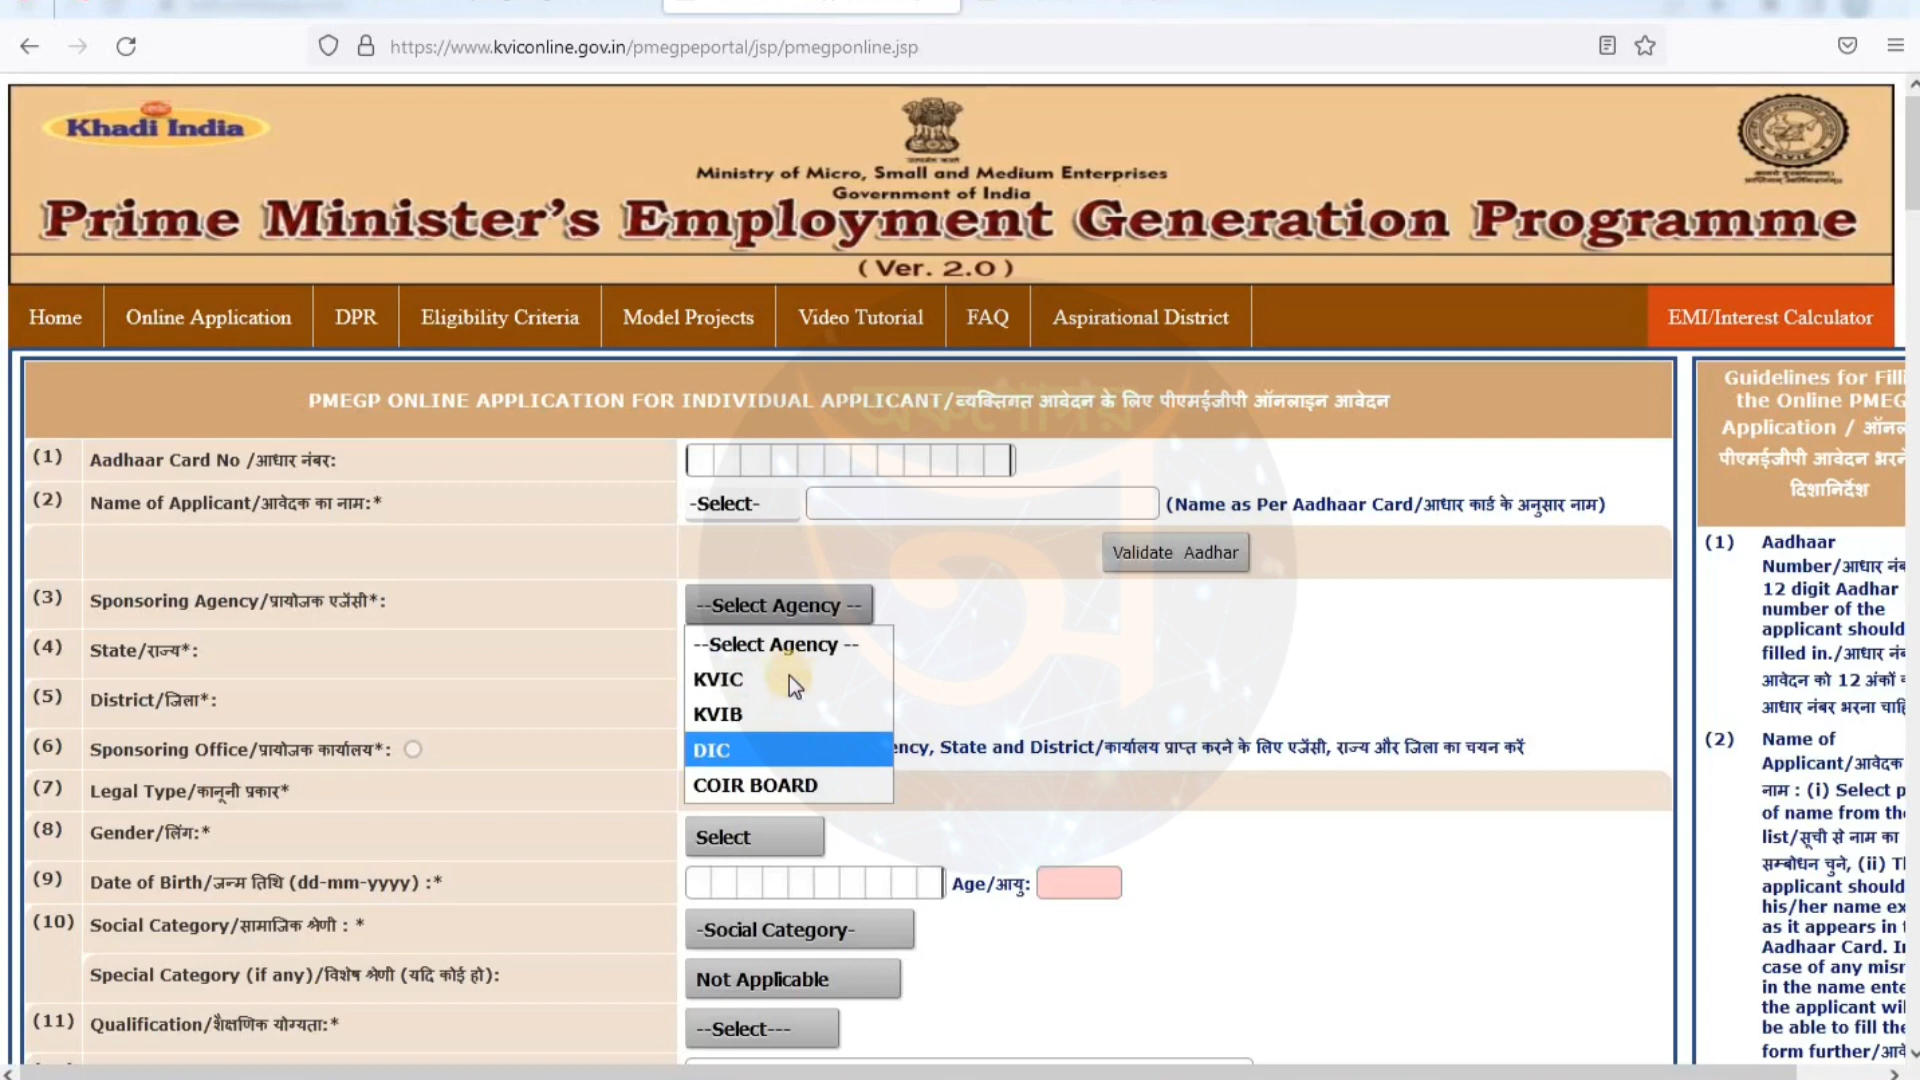 https://www.kviconline.gov.in/pmegpeportal/jsp/pmegponline.jsp
Khadi India
Ministry of Micro, Small and Medium Enterprises
Government of India
Prime Minister's Employment Generation Programme
( Ver. 2.0 )
Home Online Application DPR Eligibility Criteria Model Projects Video Tutorial FAQ Aspirational District EMI/Interest Calculator
PMEGP ONLINE APPLICATION FOR INDIVIDUAL APPLICANT/व्यक्तिगत आवेदन के लिए पीएमईजीपी ऑनलाइन आवेदन
(1) Aadhaar Card No /आधार नंबर:
(2) Name of Applicant/आवेदक का नाम:* -Select- (Name as Per Aadhaar Card/आधार कार्ड के अनुसार नाम)
Validate Aadhar
(3) Sponsoring Agency/प्रायोजक एजेंसी*: --Select Agency --
--Select Agency --
KVIC
KVIB
DIC
COIR BOARD
(4) State/राज्य*:
(5) District/जिला*:
(6) Sponsoring Office/प्रायोजक कार्यालय*: ency, State and District/कार्यालय प्राप्त करने के लिए एजेंसी, राज्य और जिला का चयन करें
(7) Legal Type/कानूनी प्रकार*
(8) Gender/लिंग:* Select
(9) Date of Birth/जन्म तिथि (dd-mm-yyyy) :* Age/आयु:
(10) Social Category/सामाजिक श्रेणी : * -Social Category-
Special Category (if any)/विशेष श्रेणी (यदि कोई हो): Not Applicable
(11) Qualification/शैक्षणिक योग्यता:* --Select---
Guidelines for Filli
the Online PMEG
Application / ऑनल
पीएमईजीपी आवेदन भरने
दिशानिर्देश
(1) Aadhaar
Number/आधार नंब
12 digit Aadhar
number of the
applicant should
filled in./आधार नंब
आवेदन को 12 अंकों
आधार नंबर भरना चाहि
(2) Name of
Applicant/आवेदक
नाम : (i) Select p
of name from the
list/सूची से नाम का
सम्बोधन चुने, (ii) T
applicant should
his/her name ex
as it appears in
Aadhaar Card. I
case of any misr
in the name ente
the applicant wil
be able to fill the
form further/आवे